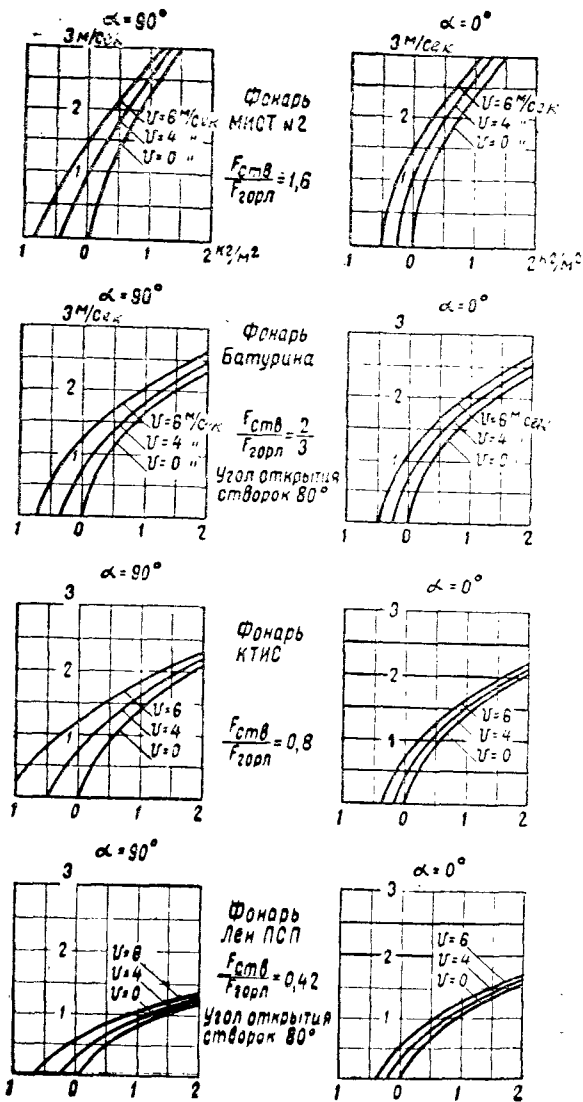 α=90°
3 м/сек
2
U=6 м/сек
U=4 "
U=0 "
1
1 0 1 2 кг/м²
Фонарь
МИОТ №2
Fств/Fгорл=1,6
α=0°
3 м/сек
2
U=6 м/сек
U=4 "
U=0 "
1
1 0 1 2 кг/м²
α=90°
3 м/сек
2
U=6 м/сек
U=4 "
U=0 "
1
1 0 1 2
Фонарь
Батурина
Fств/Fгорл=2/3
Угол открытия
створок 80°
α=0°
3
2
U=6 м/сек
U=4
U=0
1
1 0 1 2
α=90°
3
2
U=6
U=4
U=0
1
1 0 1 2
Фонарь
КТИС
Fств/Fгорл=0,8
α=0°
3
2
U=6
U=4
U=0
1
1 0 1 2
α=90°
3
2
U=4
U=0
1
1 0 1 2
Фонарь
Лен ПСП
Fств/Fгорл=0,42
Угол открытия
створок 80°
α=0°
3
2
U=6
U=4
U=0
1
1 0 1 2